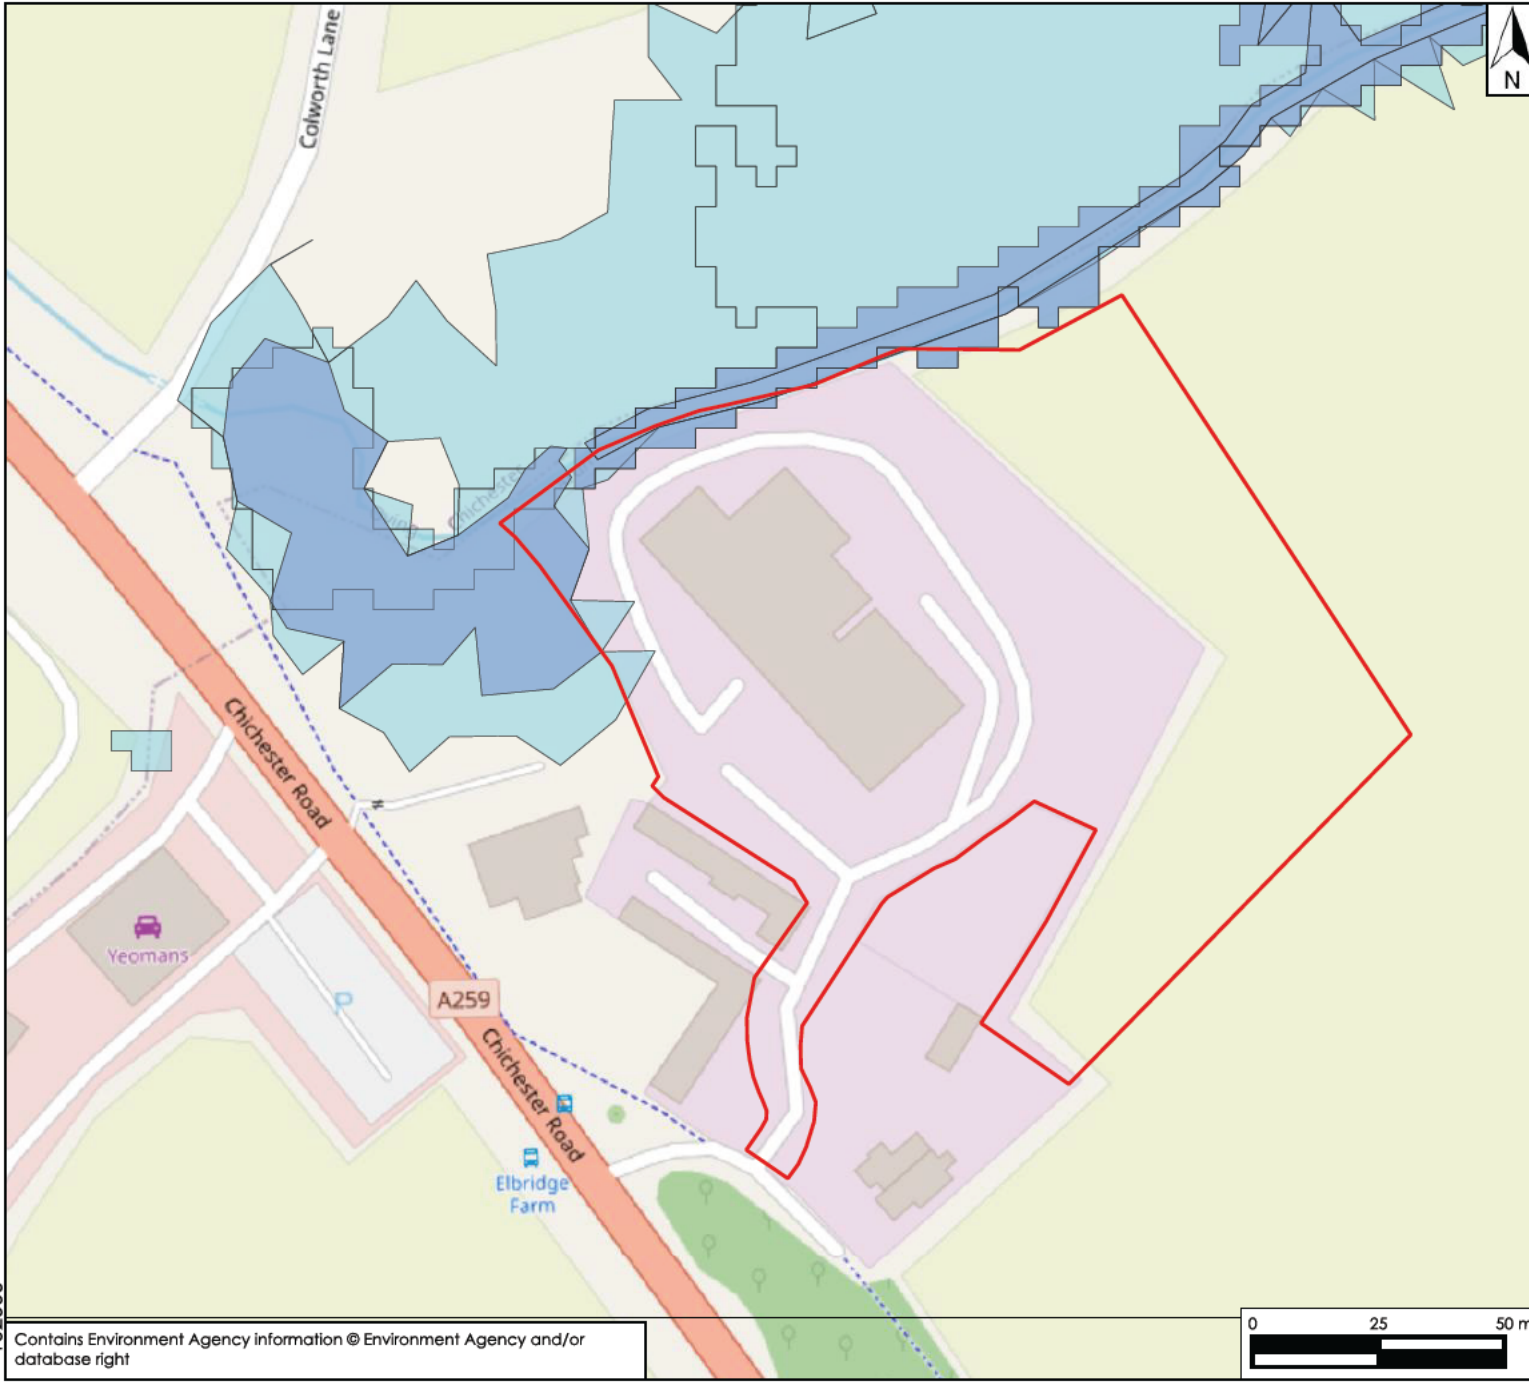 Colworth Lane
N
Chichester
Chichester Road
Yeomans
P
A259
Chichester Road
Elbridge
Farm
Contains Environment Agency information © Environment Agency and/or
database right
0 25 50 m